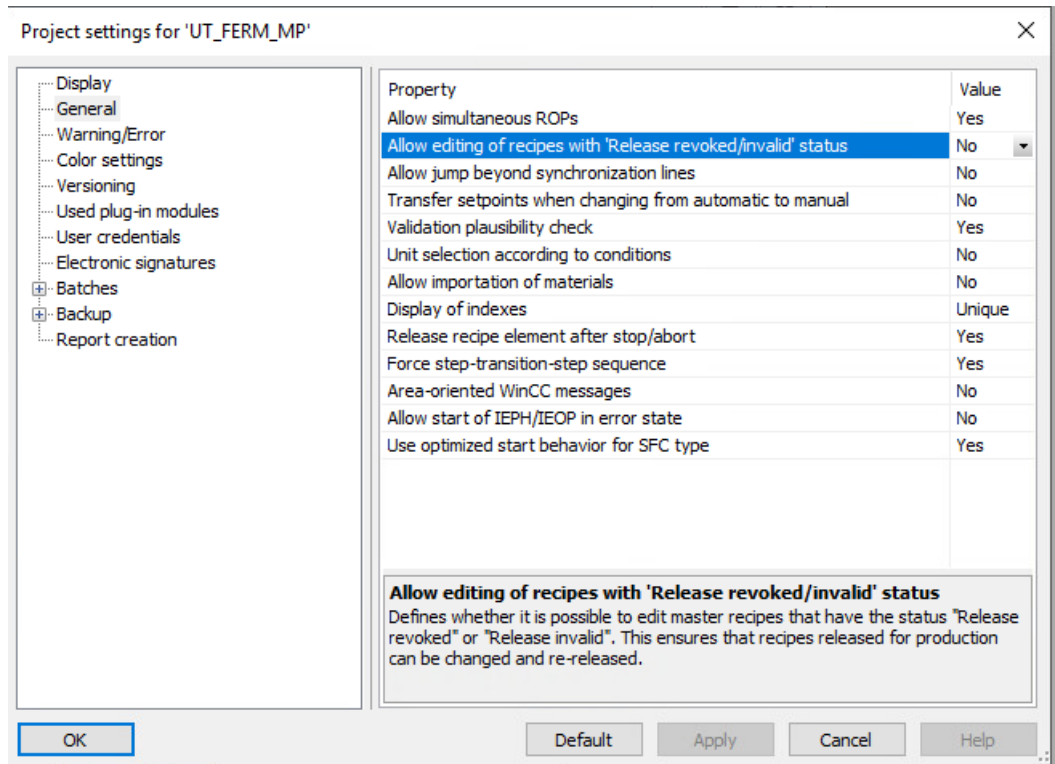 Project settings for 'UT_FERM_MP'
Display
General
Warning/Error
Color settings
Versioning
Used plug-in modules
User credentials
Electronic signatures
Batches
Backup
Report creation
Property Value
Allow simultaneous ROPs Yes
Allow editing of recipes with 'Release revoked/invalid' status No
Allow jump beyond synchronization lines No
Transfer setpoints when changing from automatic to manual No
Validation plausibility check Yes
Unit selection according to conditions No
Allow importation of materials No
Display of indexes Unique
Release recipe element after stop/abort Yes
Force step-transition-step sequence Yes
Area-oriented WinCC messages No
Allow start of IEPH/IEOP in error state No
Use optimized start behavior for SFC type Yes
Allow editing of recipes with 'Release revoked/invalid' status
Defines whether it is possible to edit master recipes that have the status "Release
revoked" or "Release invalid". This ensures that recipes released for production
can be changed and re-released.
OK Default Apply Cancel Help